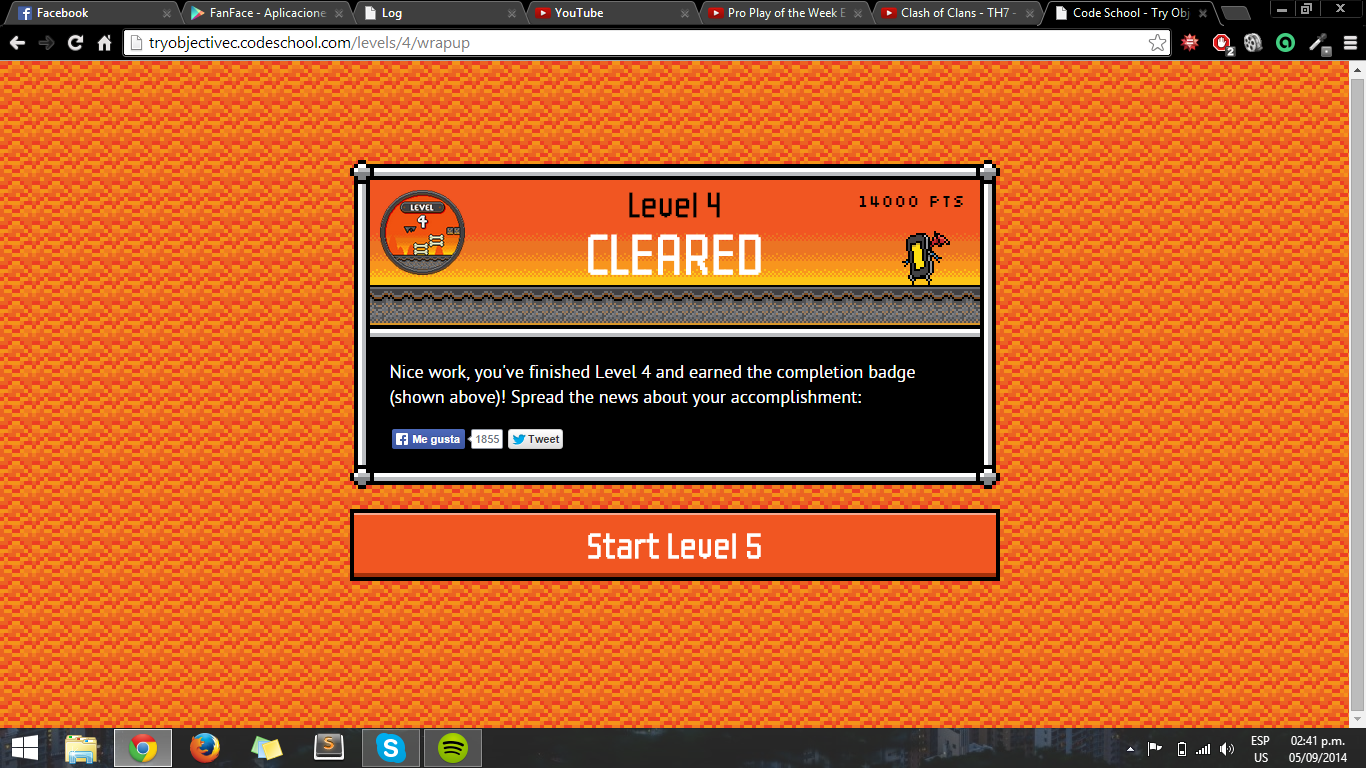 Facebook
FanFace - Aplicacione
Log
YouTube
Pro Play of the Week E
Clash of Clans - TH7 -
Code School - Try Obj
tryobjectivec.codeschool.com/levels/4/wrapup
2
LEVEL
4
Level 4
14000 PTS
CLEARED
Nice work, you've finished Level 4 and earned the completion badge
(shown above)! Spread the news about your accomplishment:
Me gusta
1855
Tweet
Start Level 5
ESP
US
02:41 p.m.
05/09/2014